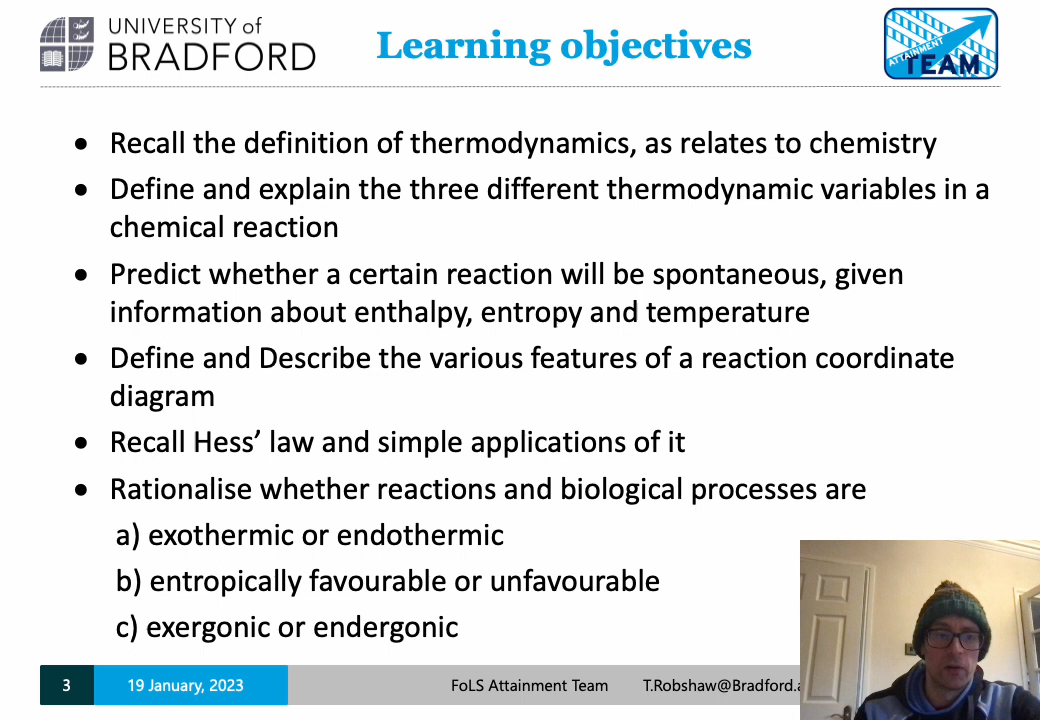 UNIVERSITY of
BRADFORD
Learning objectives
ATTAINMENT
TEAM
• Recall the definition of thermodynamics, as relates to chemistry
• Define and explain the three different thermodynamic variables in a
chemical reaction
• Predict whether a certain reaction will be spontaneous, given
information about enthalpy, entropy and temperature
• Define and Describe the various features of a reaction coordinate
diagram
• Recall Hess’ law and simple applications of it
• Rationalise whether reactions and biological processes are
a) exothermic or endothermic
b) entropically favourable or unfavourable
c) exergonic or endergonic
3 19 January, 2023 FoLS Attainment Team T.Robshaw@Bradford.a